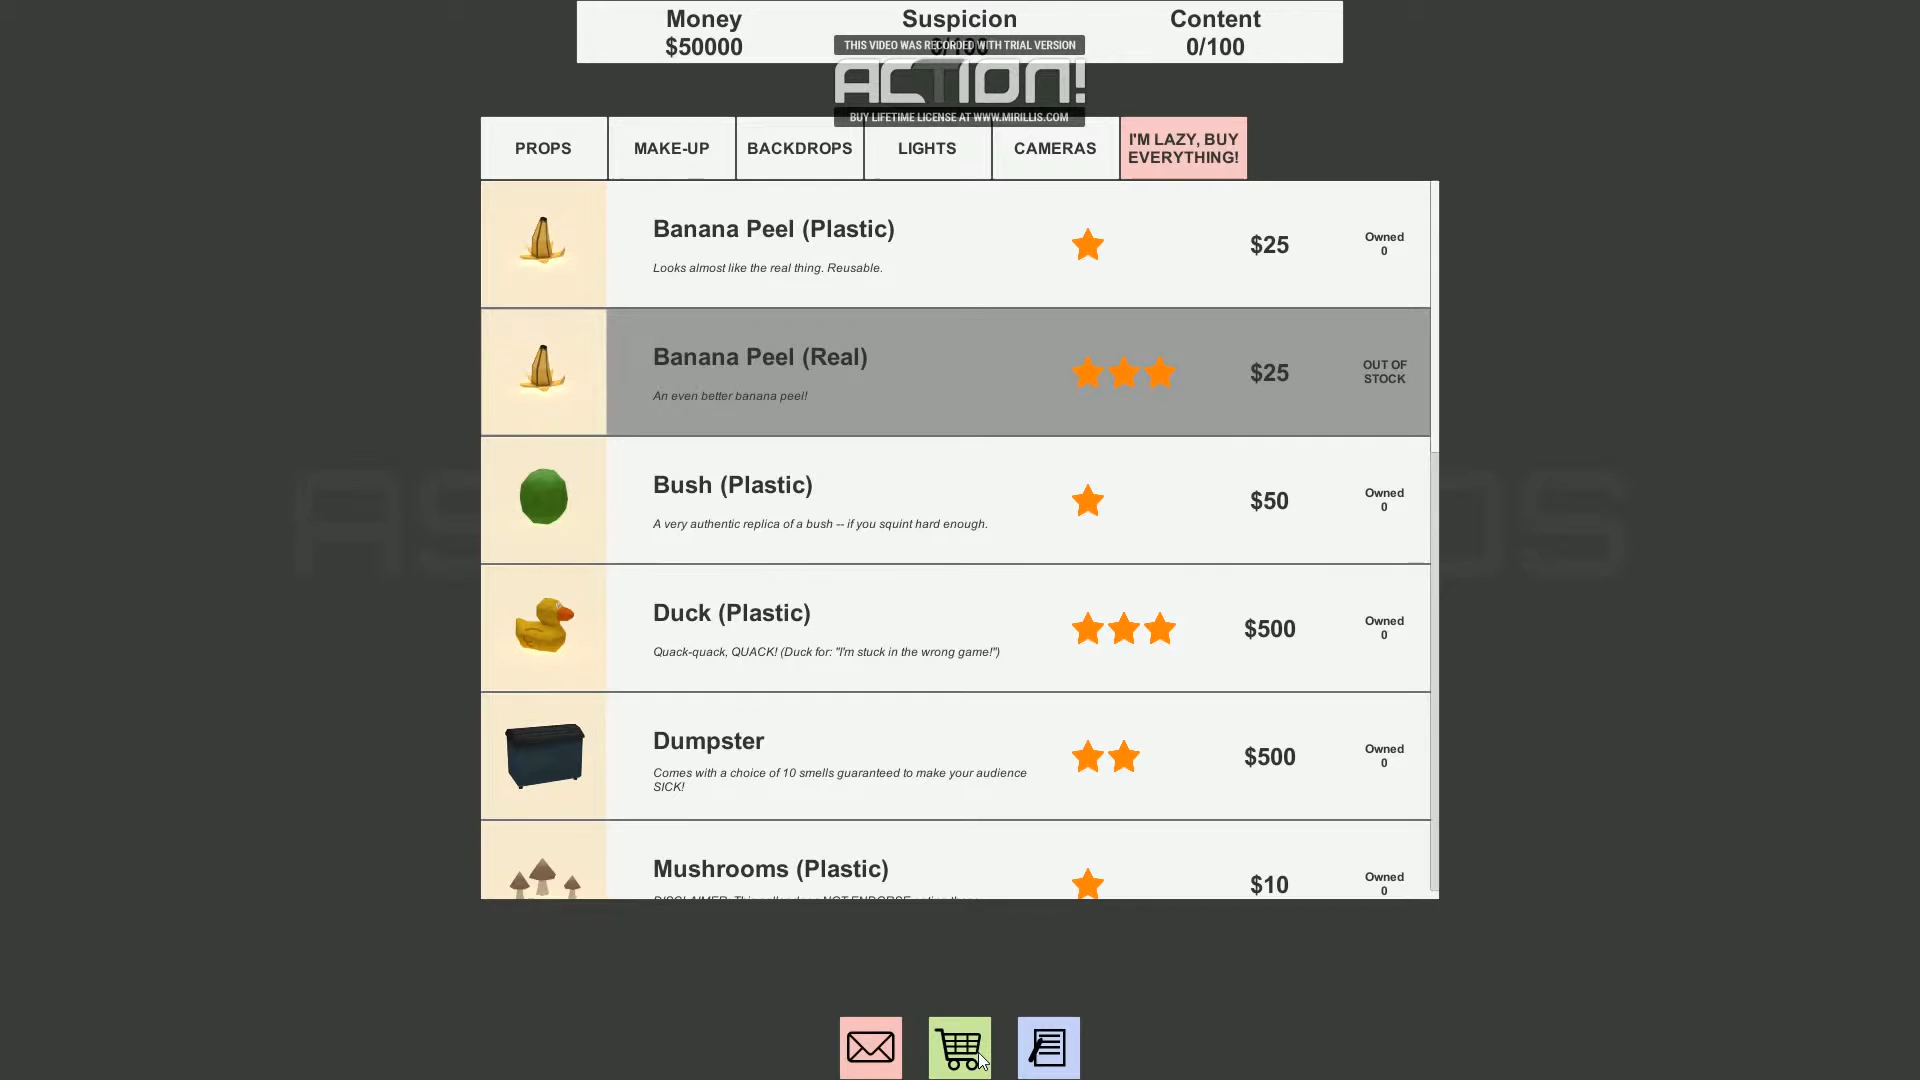 Money
$50000
Suspicion
0/100
Content
0/100
THIS VIDEO WAS RECORDED WITH TRIAL VERSION
ACTION!
BUY LIFETIME LICENSE AT WWW.MIRILLIS.COM
PROPS
MAKE-UP
BACKDROPS
LIGHTS
CAMERAS
I'M LAZY, BUY
EVERYTHING!
Banana Peel (Plastic)
Looks almost like the real thing. Reusable.
$25
Owned
0
Banana Peel (Real)
An even better banana peel!
$25
OUT OF
STOCK
Bush (Plastic)
A very authentic replica of a bush -- if you squint hard enough.
$50
Owned
0
Duck (Plastic)
Quack-quack, QUACK! (Duck for: "I'm stuck in the wrong game!")
$500
Owned
0
Dumpster
Comes with a choice of 10 smells guaranteed to make your audience
SICK!
$500
Owned
0
Mushrooms (Plastic)
$10
Owned
0